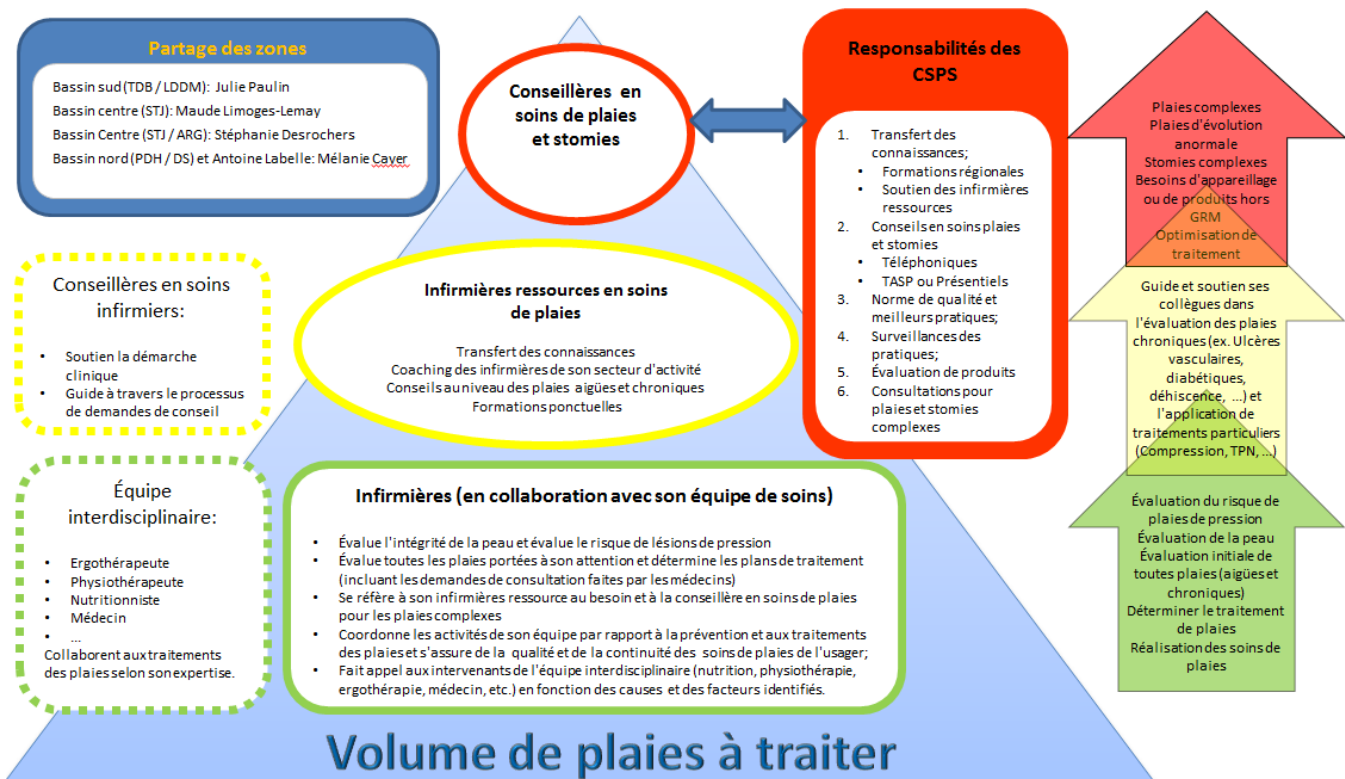 Partage des zones
Bassin sud (TDB / LDDM): Julie Paulin
Bassin centre (STJ): Maude Limoges-Lemay
Bassin Centre (STJ / ARG): Stéphanie Desrochers
Bassin nord (PDH / DS) et Antoine Labelle: Mélanie Cayer
Conseillères en
soins de plaies
et stomies
Responsabilités des
CSPS
1. Transfert des
connaissances;
• Formations régionales
• Soutien des infirmières
ressources
2. Conseils en soins plaies
et stomies
• Téléphoniques
• TASP ou Présentiels
3. Norme de qualité et
meilleurs pratiques;
4. Surveillances des
pratiques;
5. Évaluation de produits
6. Consultations pour
plaies et stomies
complexes
Plaies complexes
Plaies d'évolution
anormale
Stomies complexes
Besoins d'appareillage
ou de produits hors
GRM
Optimisation de
traitement
Conseillères en soins
infirmiers:
• Soutien la démarche
clinique
• Guide à travers le processus
de demandes de conseil
Infirmières ressources en soins
de plaies
Transfert des connaissances
Coaching des infirmières de son secteur d'activité
Conseils au niveau des plaies aigües et chroniques
Formations ponctuelles
Guide et soutien ses
collègues dans
l'évaluation des plaies
chroniques (ex. Ulcères
vasculaires,
diabétiques,
déhiscence, ...) et
l'application de
traitements particuliers
(Compression, TPN, ...)
Équipe
interdisciplinaire:
• Ergothérapeute
• Physiothérapeute
• Nutritionniste
• Médecin
• ...
Collaborent aux traitements
des plaies selon son expertise.
Infirmières (en collaboration avec son équipe de soins)
• Évalue l'intégrité de la peau et évalue le risque de lésions de pression
• Évalue toutes les plaies portées à son attention et détermine les plans de traitement
(incluant les demandes de consultation faites par les médecins)
• Se réfère à son infirmières ressource au besoin et à la conseillère en soins de plaies
pour les plaies complexes
• Coordonne les activités de son équipe par rapport à la prévention et aux traitements
des plaies et s'assure de la qualité et de la continuité des soins de plaies de l'usager;
• Fait appel aux intervenants de l'équipe interdisciplinaire (nutrition, physiothérapie,
ergothérapie, médecin, etc.) en fonction des causes et des facteurs identifiés.
Évaluation du risque de
plaies de pression
Évaluation de la peau
Évaluation initiale de
toutes plaies (aigües et
chroniques)
Déterminer le traitement
de plaies
Réalisation des soins de
plaies
Volume de plaies à traiter